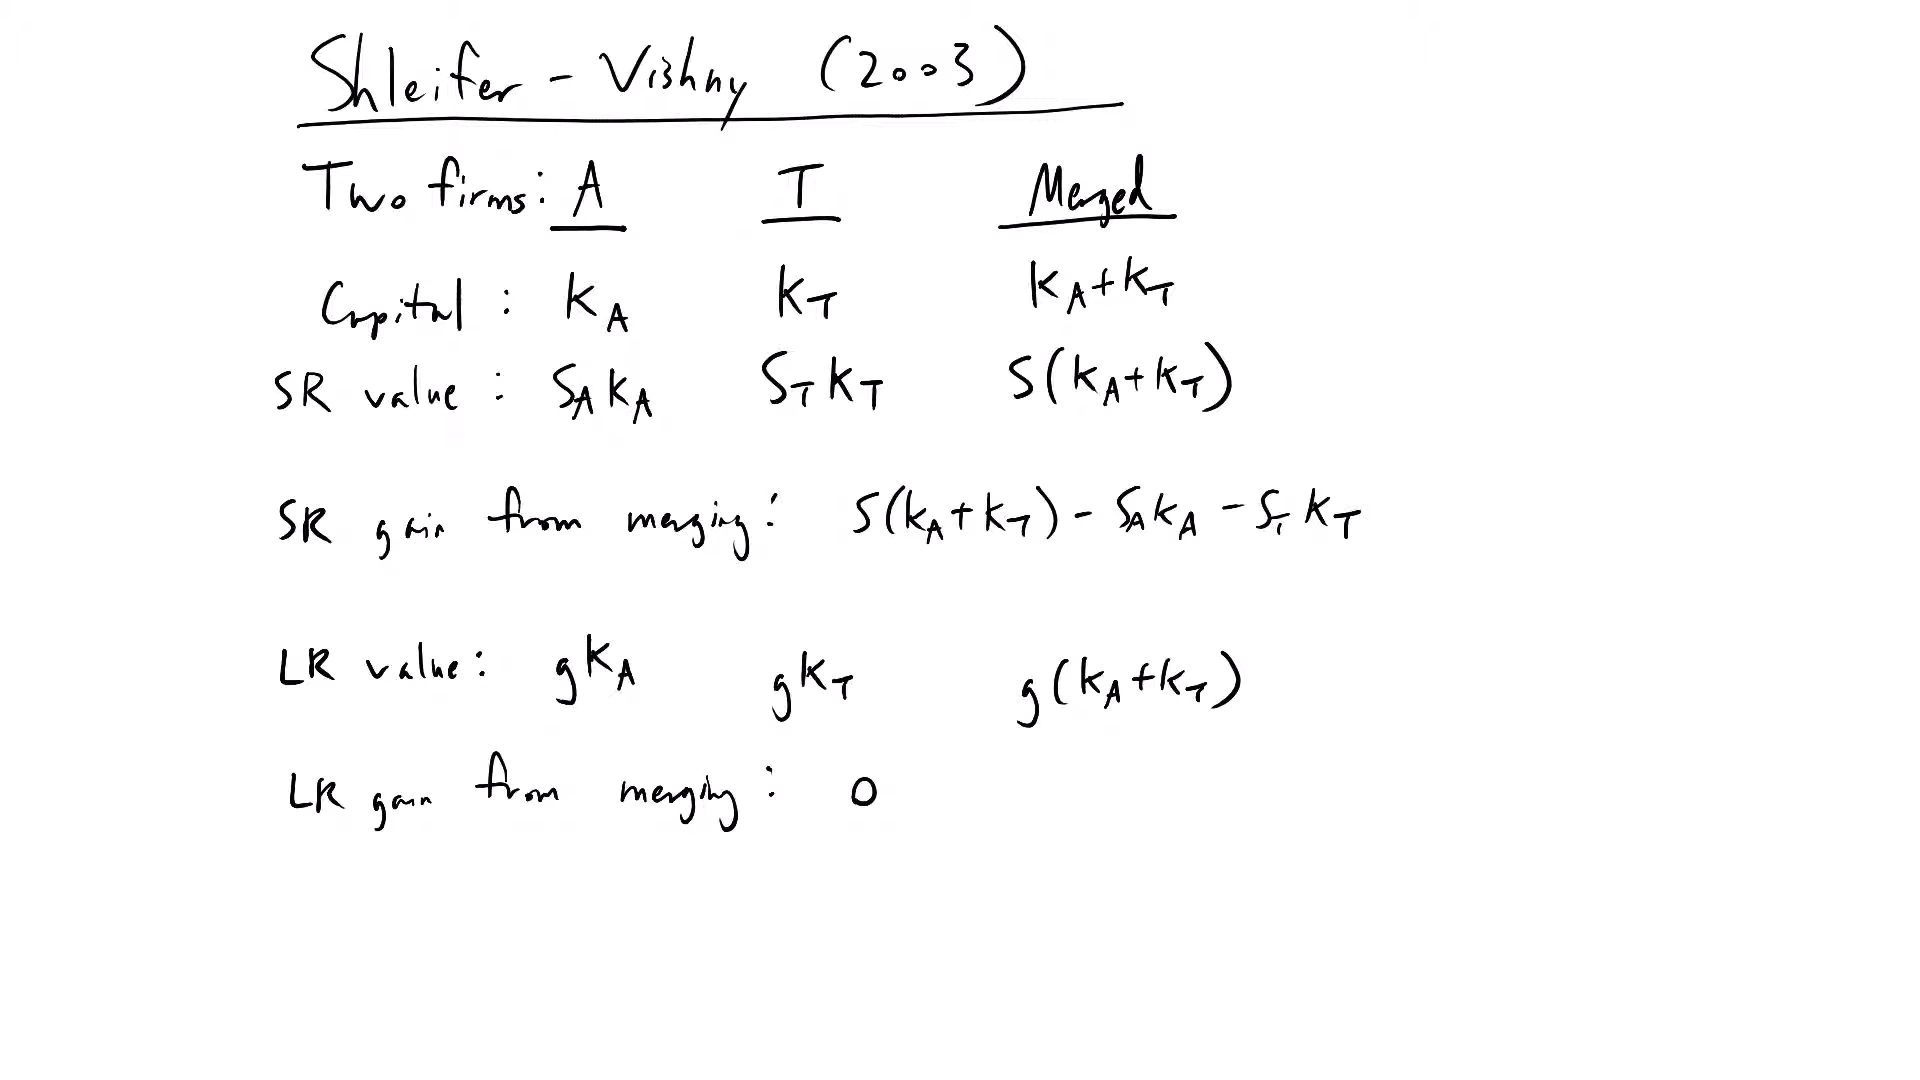 Shleifer - Vishny (2003)
Two firms: A T Merged
Capital : K_A K_T K_A+K_T
SR value : S_A K_A S_T K_T S(K_A+K_T)
SR gain from merging: S(K_A+K_T) - S_A K_A - S_T K_T
LR value: gK_A gK_T g(K_A+K_T)
LR gain from merging: 0